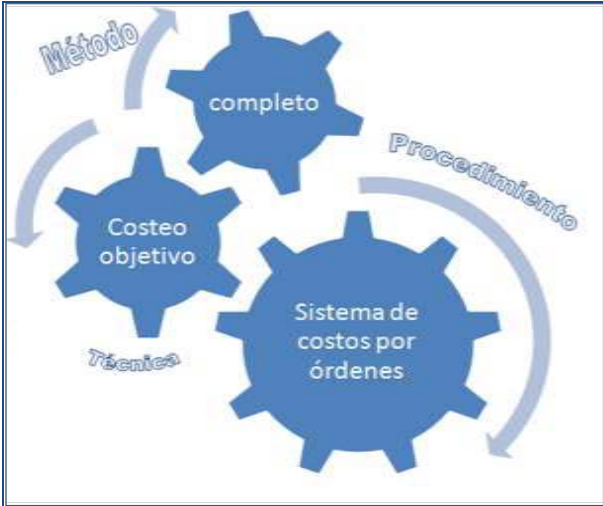 Método
completo
Procedimiento
Costeo
objetivo
Sistema de
costos por
órdenes
Técnica